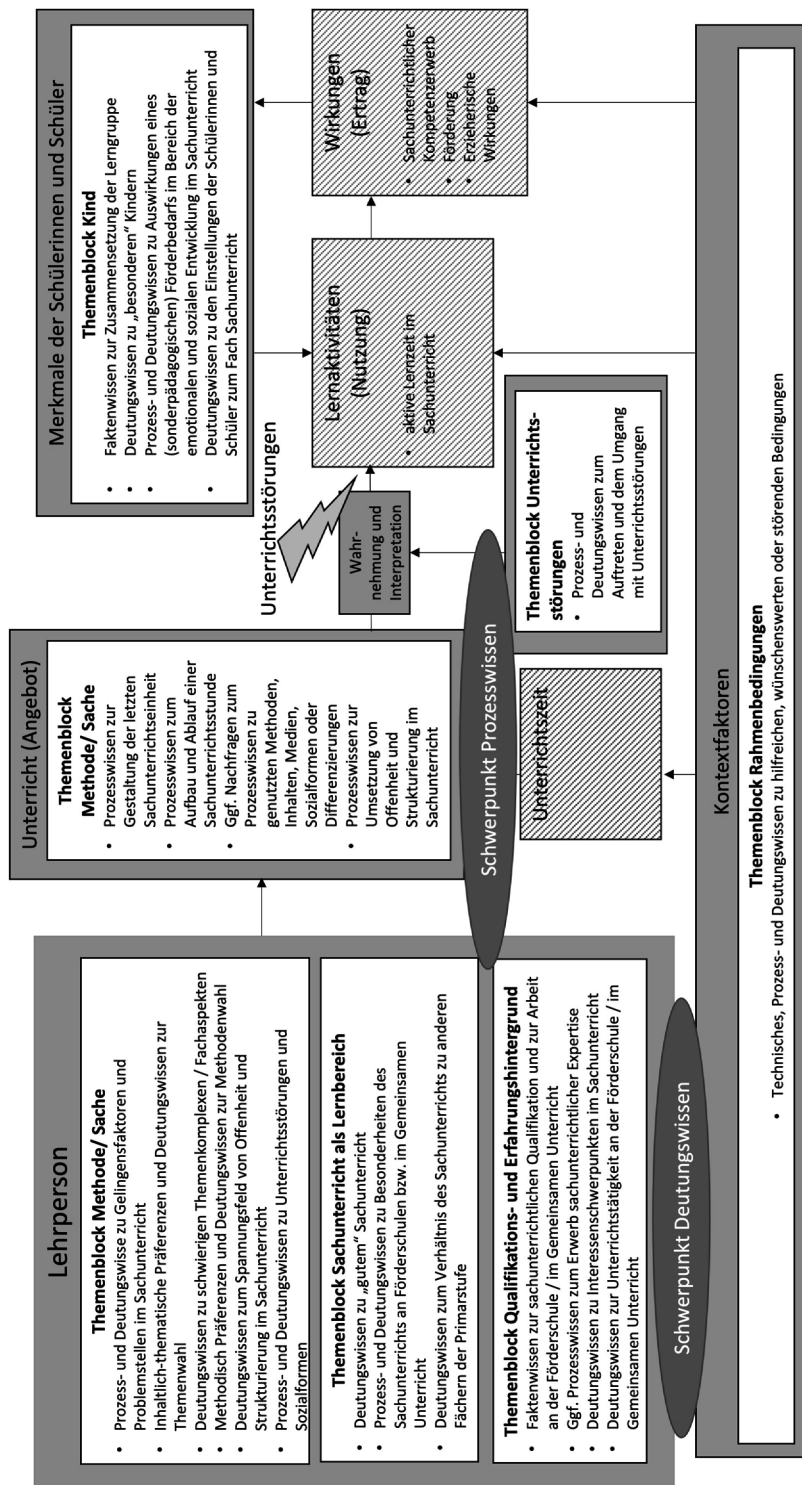 Lehrperson
Themenblock Methode/ Sache
• Prozess- und Deutungswisse zu Gelingensfaktoren und
Problemstellen im Sachunterricht
• Inhaltlich-thematische Präferenzen und Deutungswissen zur
Themenwahl
• Deutungswissen zu schwierigen Themenkomplexen / Fachaspekten
• Methodisch Präferenzen und Deutungswissen zur Methodenwahl
• Deutungswissen zum Spannungsfeld von Offenheit und
Strukturierung im Sachunterricht
• Prozess- und Deutungswissen zu Unterrichtsstörungen und
Sozialformen
Themenblock Sachunterricht als Lernbereich
• Deutungswissen zu „gutem“ Sachunterricht
• Prozess- und Deutungswissen zu Besonderheiten des
Sachunterrichts an Förderschulen bzw. im Gemeinsamen
Unterricht
• Deutungswissen zum Verhältnis des Sachunterrichts zu anderen
Fächern der Primarstufe
Themenblock Qualifikations- und Erfahrungshintergrund
• Faktenwissen zur sachunterrichtlichen Qualifikation und zur Arbeit
an der Förderschule / im Gemeinsamen Unterricht
• Ggf. Prozesswissen zum Erwerb sachunterrichtlicher Expertise
• Deutungswissen zu Interessenschwerpunkten im Sachunterricht
• Deutungswissen zur Unterrichtstätigkeit an der Förderschule / im
Gemeinsamen Unterricht
Schwerpunkt Deutungswissen
Unterricht (Angebot)
Themenblock
Methode/ Sache
• Prozesswissen zur
Gestaltung der letzten
Sachunterrichtseinheit
• Prozesswissen zum
Aufbau und Ablauf einer
Sachunterrichtsstunde
• Ggf. Nachfragen zum
Prozesswissen zu
genutzten Methoden,
Inhalten, Medien,
Sozialformen oder
Differenzierungen
• Prozesswissen zur
Umsetzung von
Offenheit und
Strukturierung im
Sachunterricht
Schwerpunkt Prozesswissen
Unterrichtszeit
Unterrichtsstörungen
Wahr-
nehmung und
Interpretation
Themenblock Unterrichts-
störungen
• Prozess- und
Deutungswissen zum
Auftreten und dem Umgang
mit Unterrichtsstörungen
Merkmale der Schülerinnen und Schüler
Themenblock Kind
• Faktenwissen zur Zusammensetzung der Lerngruppe
• Deutungswissen zu „besonderen“ Kindern
• Prozess- und Deutungswissen zu Auswirkungen eines
(sonderpädagogischen) Förderbedarfs im Bereich der
emotionalen und sozialen Entwicklung im Sachunterricht
• Deutungswissen zu den Einstellungen der Schülerinnen und
Schüler zum Fach Sachunterricht
Lernaktivitäten
(Nutzung)
• aktive Lernzeit im
Sachunterricht
Wirkungen
(Ertrag)
• Sachunterrichtlicher
Kompetenzerwerb
• Förderung
• Erzieherische
Wirkungen
Kontextfaktoren
Themenblock Rahmenbedingungen
• Technisches, Prozess- und Deutungswissen zu hilfreichen, wünschenswerten oder störenden Bedingungen